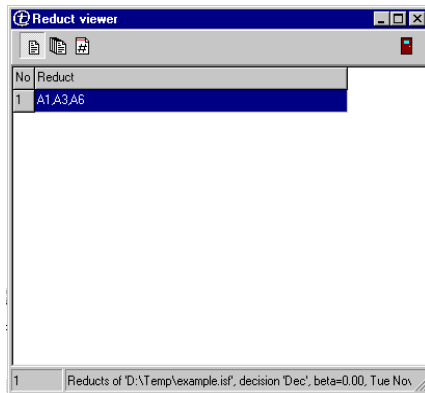 Reduct viewer
No Reduct
1 A1,A3,A6
1 Reducts of 'D:\Temp\example.isf', decision 'Dec', beta=0.00, Tue Nov